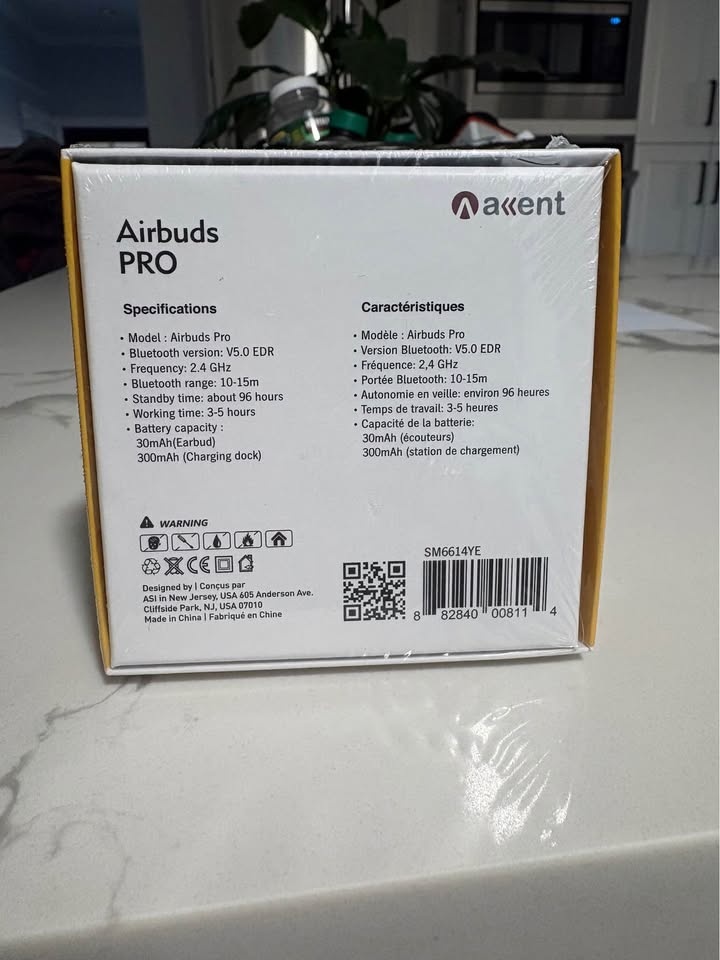 axent
Airbuds
PRO
Specifications
• Model : Airbuds Pro
• Bluetooth version: V5.0 EDR
• Frequency: 2.4 GHz
• Bluetooth range: 10-15m
• Standby time: about 96 hours
• Working time: 3-5 hours
• Battery capacity :
30mAh(Earbud)
300mAh (Charging dock)
Caractéristiques
• Modèle : Airbuds Pro
• Version Bluetooth: V5.0 EDR
• Fréquence: 2,4 GHz
• Portée Bluetooth: 10-15m
• Autonomie en veille: environ 96 heures
• Temps de travail: 3-5 heures
• Capacité de la batterie:
30mAh (écouteurs)
300mAh (station de chargement)
WARNING
CE
Designed by | Conçus par
ASI in New Jersey, USA 605 Anderson Ave.
Cliffside Park, NJ, USA 07010
Made in China | Fabriqué en Chine
SM6614YE
8 82840 00811 4